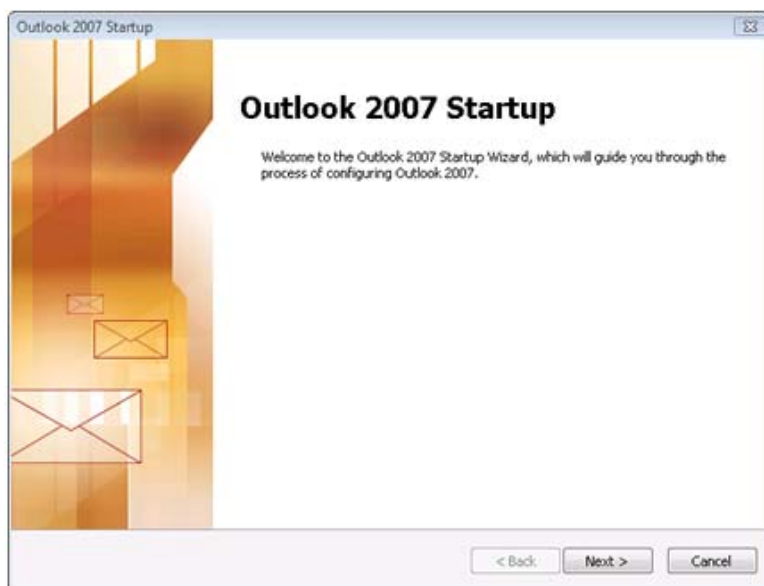 Outlook 2007 Startup
Outlook 2007 Startup
Welcome to the Outlook 2007 Startup Wizard, which will guide you through the
process of configuring Outlook 2007.
< Back Next > Cancel